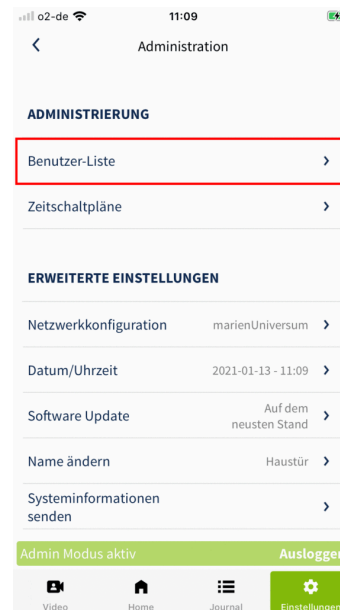 o2-de 11:09
Administration
ADMINISTRIERUNG
Benutzer-Liste
Zeitschaltpläne
ERWEITERTE EINSTELLUNGEN
Netzwerkkonfiguration marienUniversum
Datum/Uhrzeit 2021-01-13 - 11:09
Software Update Auf dem
neusten Stand
Name ändern Haustür
Systeminformationen
senden
Admin Modus aktiv Ausloggen
Video Home Journal Einstellungen